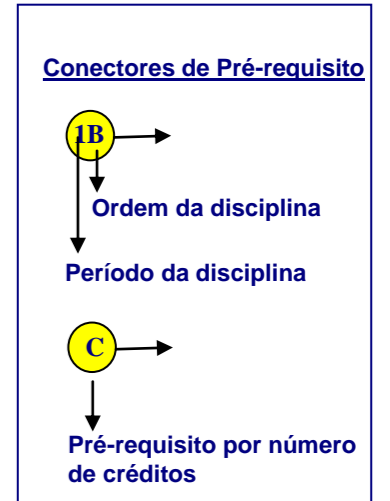 Conectores de Pré-requisito
1B
Ordem da disciplina
Período da disciplina
C
Pré-requisito por número
de créditos